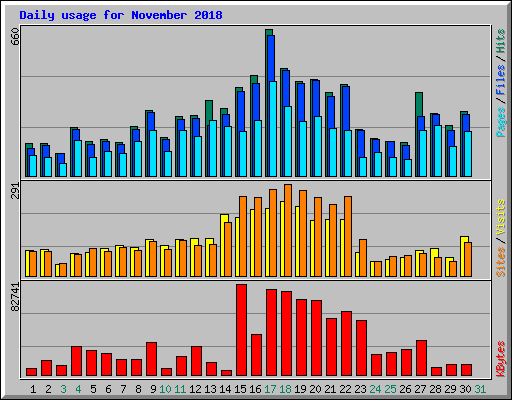 Daily usage for November 2018
660
Pages / Files / Hits
291
Sites / Visits
82741
KBytes
1 2 3 4 5 6 7 8 9 10 11 12 13 14 15 16 17 18 19 20 21 22 23 24 25 26 27 28 29 30 31